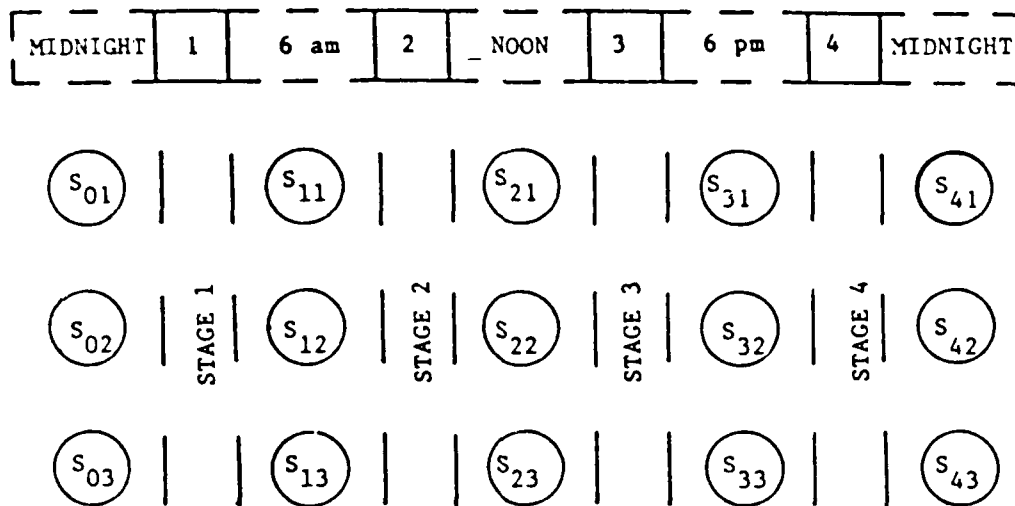 MIDNIGHT 1 6 am 2 NOON 3 6 pm 4 MIDNIGHT
S01 S11 S21 S31 S41
S02 STAGE 1 S12 STAGE 2 S22 STAGE 3 S32 STAGE 4 S42
S03 S13 S23 S33 S43